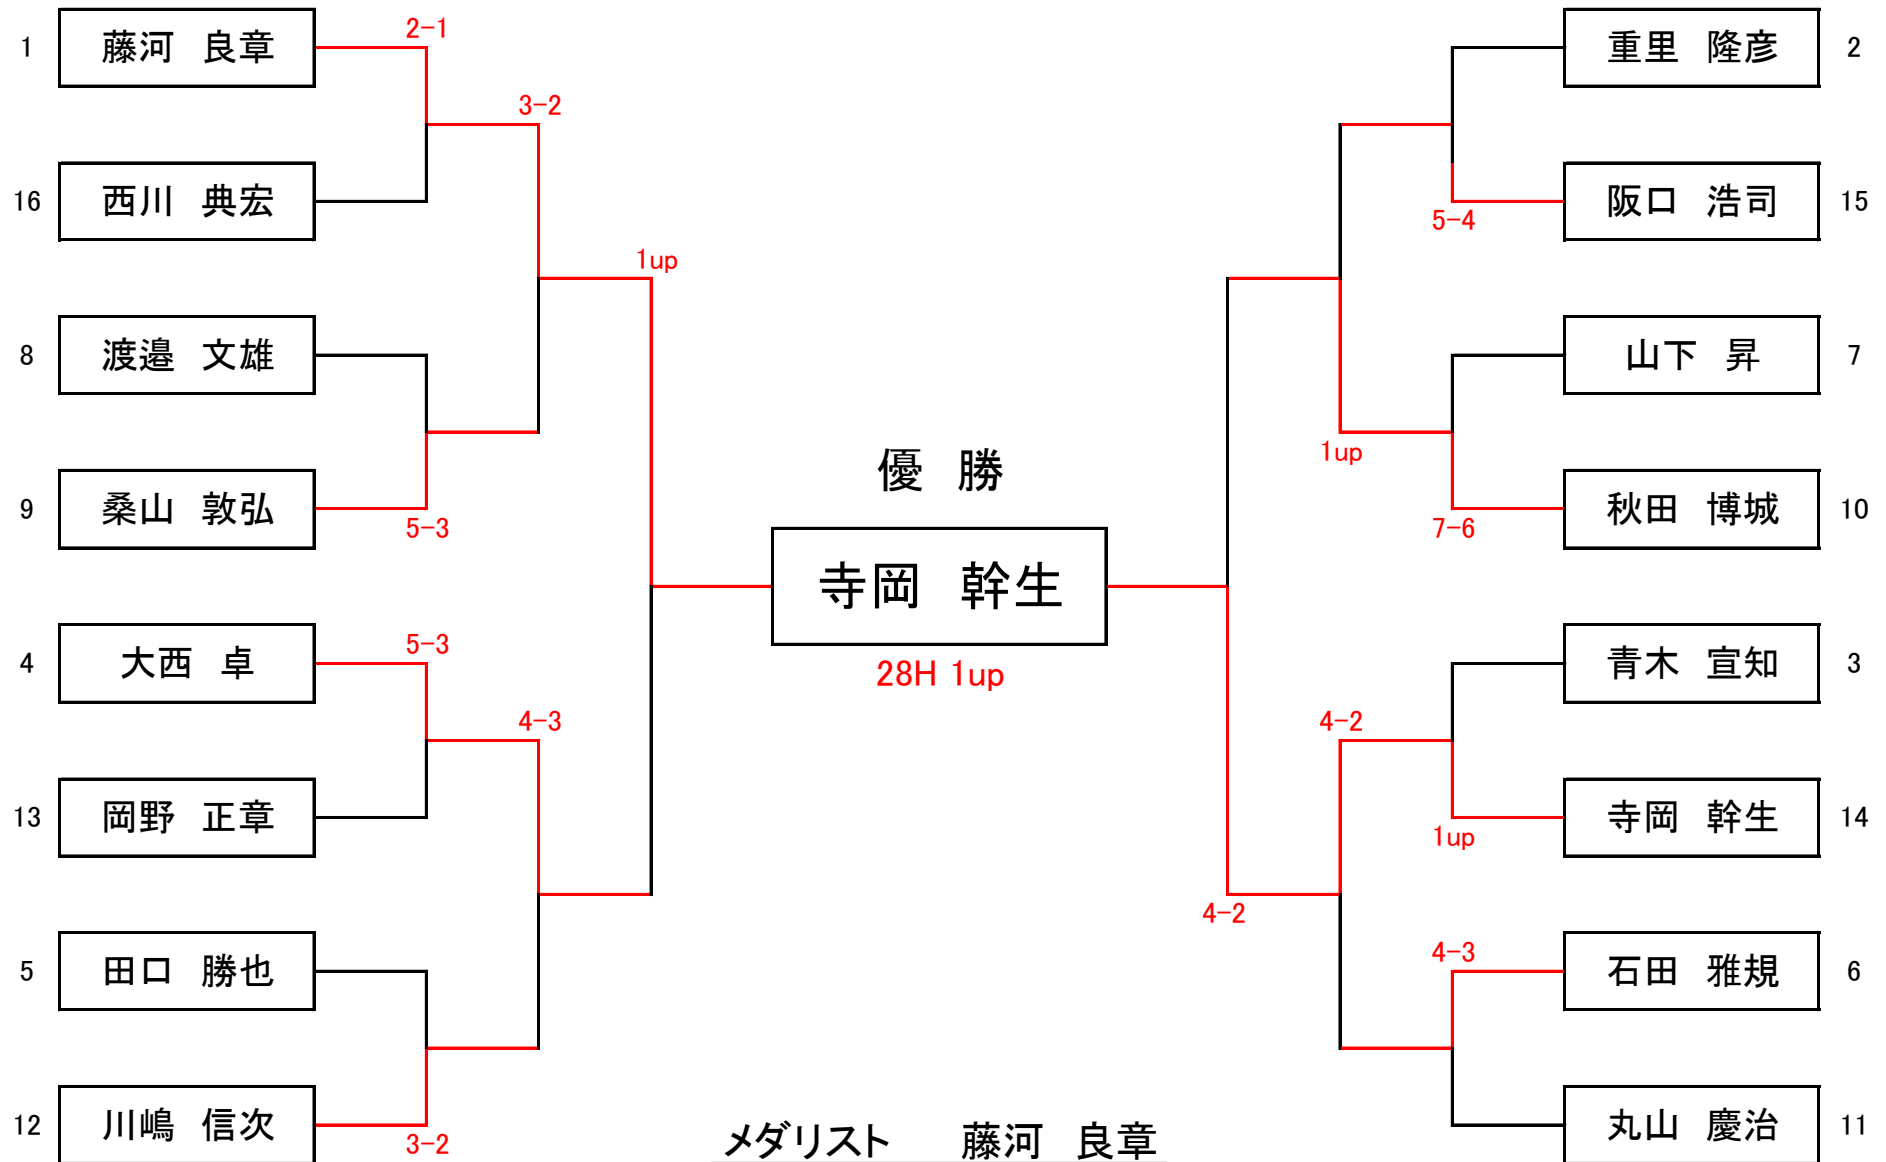 1 藤河 良章 2-1
3-2
16 西川 典宏
1up
8 渡邉 文雄
9 桑山 敦弘
5-3
4 大西 卓 5-3
4-3
13 岡野 正章
5 田口 勝也
12 川嶋 信次
3-2
優 勝
寺岡 幹生
28H 1up
メダリスト 藤河 良章
重里 隆彦 2
阪口 浩司 15
5-4
山下 昇 7
1up
秋田 博城 10
7-6
青木 宣知 3
4-2
寺岡 幹生 14
1up
4-2
4-3
石田 雅規 6
丸山 慶治 11